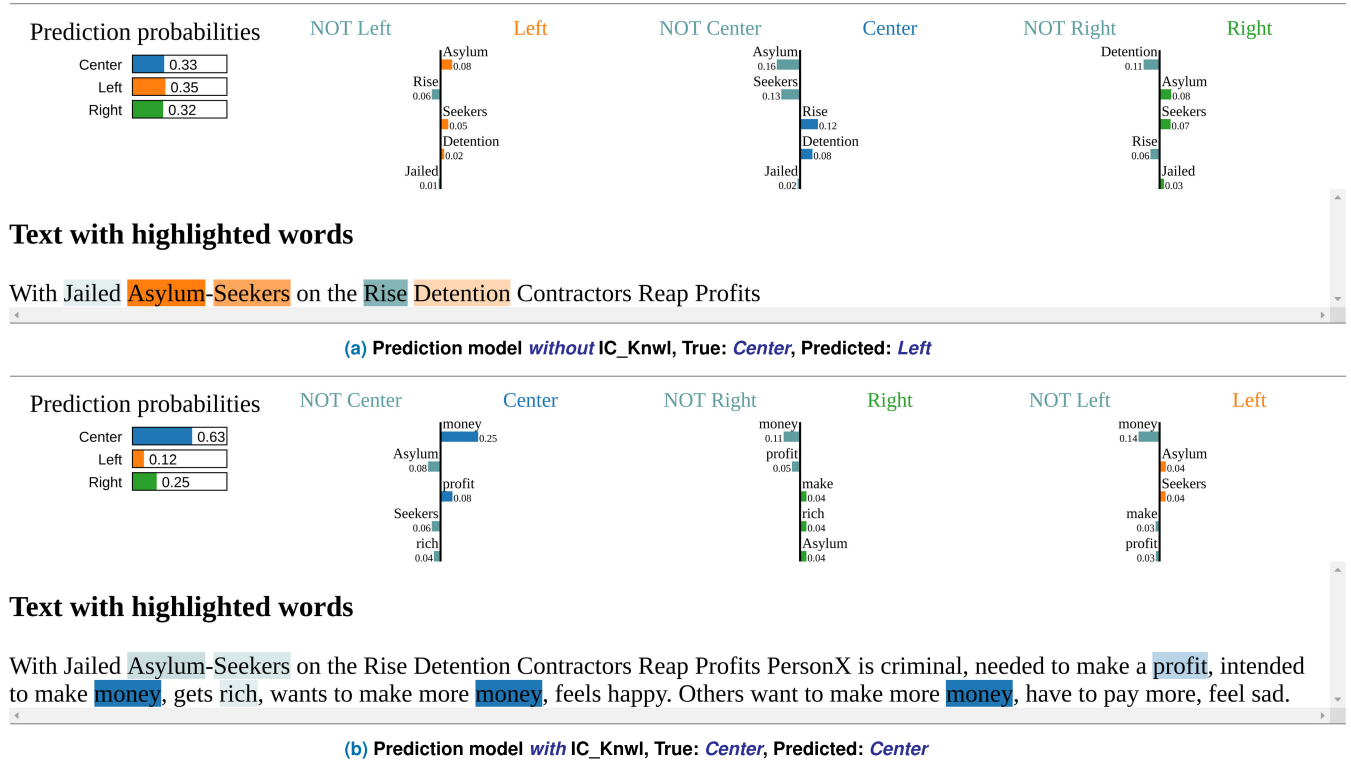 Prediction probabilities
Center 0.33
Left 0.35
Right 0.32
NOT Left Left
Asylum
0.08
Rise
0.06
Seekers
0.05
Detention
0.02
Jailed
0.01
NOT Center Center
Asylum
0.16
Seekers
0.13
Rise
0.12
Detention
0.08
Jailed
0.02
NOT Right Right
Detention
0.11
Asylum
0.08
Seekers
0.07
Rise
0.06
Jailed
0.03
Text with highlighted words
With Jailed Asylum-Seekers on the Rise Detention Contractors Reap Profits
(a) Prediction model without IC_Knwl, True: Center, Predicted: Left
Prediction probabilities
Center 0.63
Left 0.12
Right 0.25
NOT Center Center
money
0.25
Asylum
0.08
profit
0.08
Seekers
0.06
rich
0.04
NOT Right Right
money
0.11
profit
0.05
make
0.04
rich
0.04
Asylum
0.04
NOT Left Left
money
0.14
Asylum
0.04
Seekers
0.04
make
0.03
profit
0.03
Text with highlighted words
With Jailed Asylum-Seekers on the Rise Detention Contractors Reap Profits PersonX is criminal, needed to make a profit, intended
to make money, gets rich, wants to make more money, feels happy. Others want to make more money, have to pay more, feel sad.
(b) Prediction model with IC_Knwl, True: Center, Predicted: Center